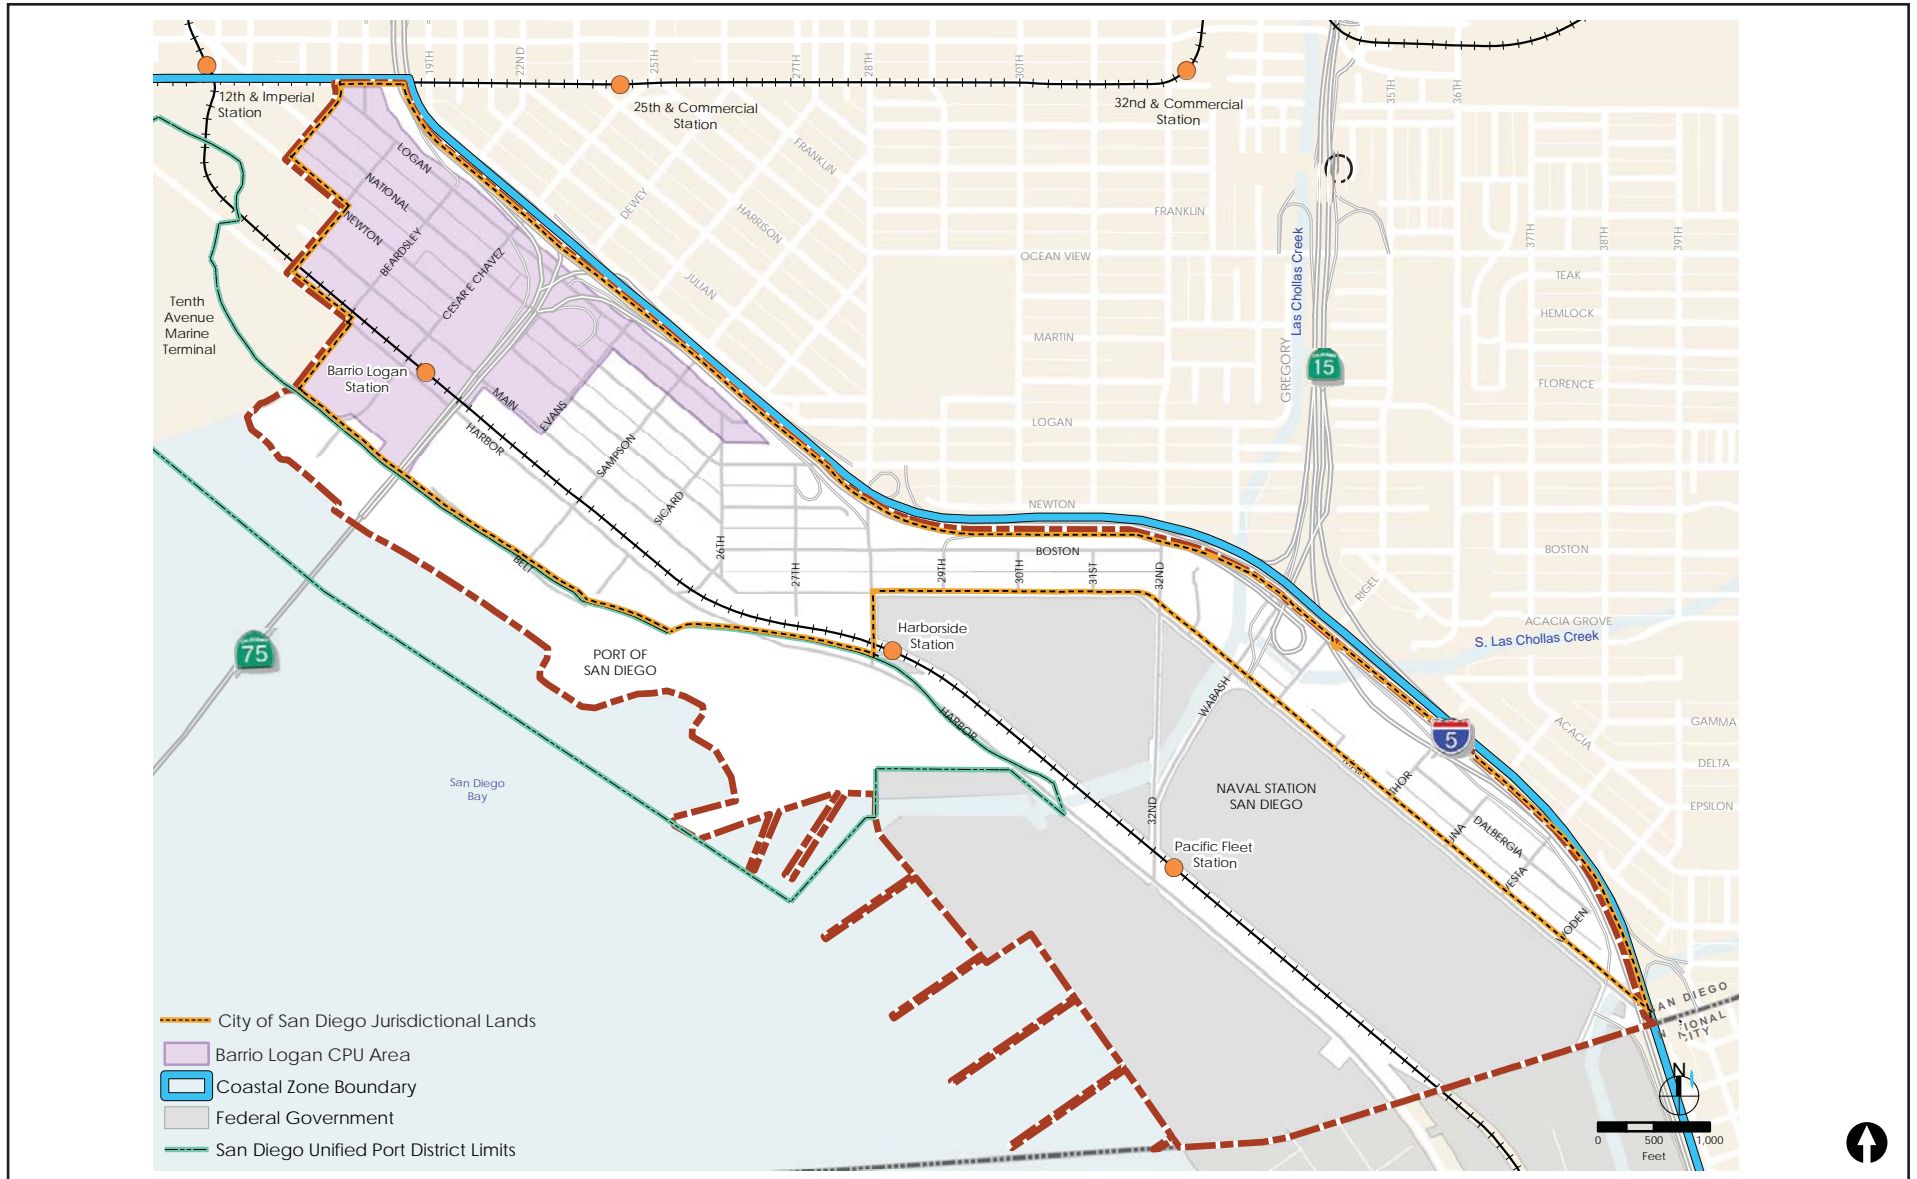 19TH
22ND
25TH
27TH
28TH
30TH
35TH
36TH
12th & Imperial
Station
25th & Commercial
Station
32nd & Commercial
Station
LOGAN
NATIONAL
NEWTON
BEARDSLEY
CESAR E CHAVEZ
FRANKLIN
DEWEY
HARRISON
JULIAN
FRANKLIN
OCEAN VIEW
MARTIN
LOGAN
NEWTON
GREGORY
Las Chollas Creek
37TH
38TH
39TH
TEAK
HEMLOCK
FLORENCE
15
Tenth
Avenue
Marine
Terminal
Barrio Logan
Station
MAIN
EVANS
HARBOR
SAMPSON
SICARD
BELT
26TH
27TH
29TH
30TH
31ST
32ND
BOSTON
BOSTON
RIGEL
ACACIA GROVE
S. Las Chollas Creek
75
PORT OF
SAN DIEGO
Harborside
Station
HARBOR
WABASH
ACACIA
GAMMA
DELTA
EPSILON
5
San Diego
Bay
NAVAL STATION
SAN DIEGO
32ND
THOR
UNA
DALBERGIA
VESTA
WODEN
Pacific Fleet
Station
City of San Diego Jurisdictional Lands
Barrio Logan CPU Area
Coastal Zone Boundary
Federal Government
San Diego Unified Port District Limits
SAN DIEGO
N
0 500 1,000
Feet